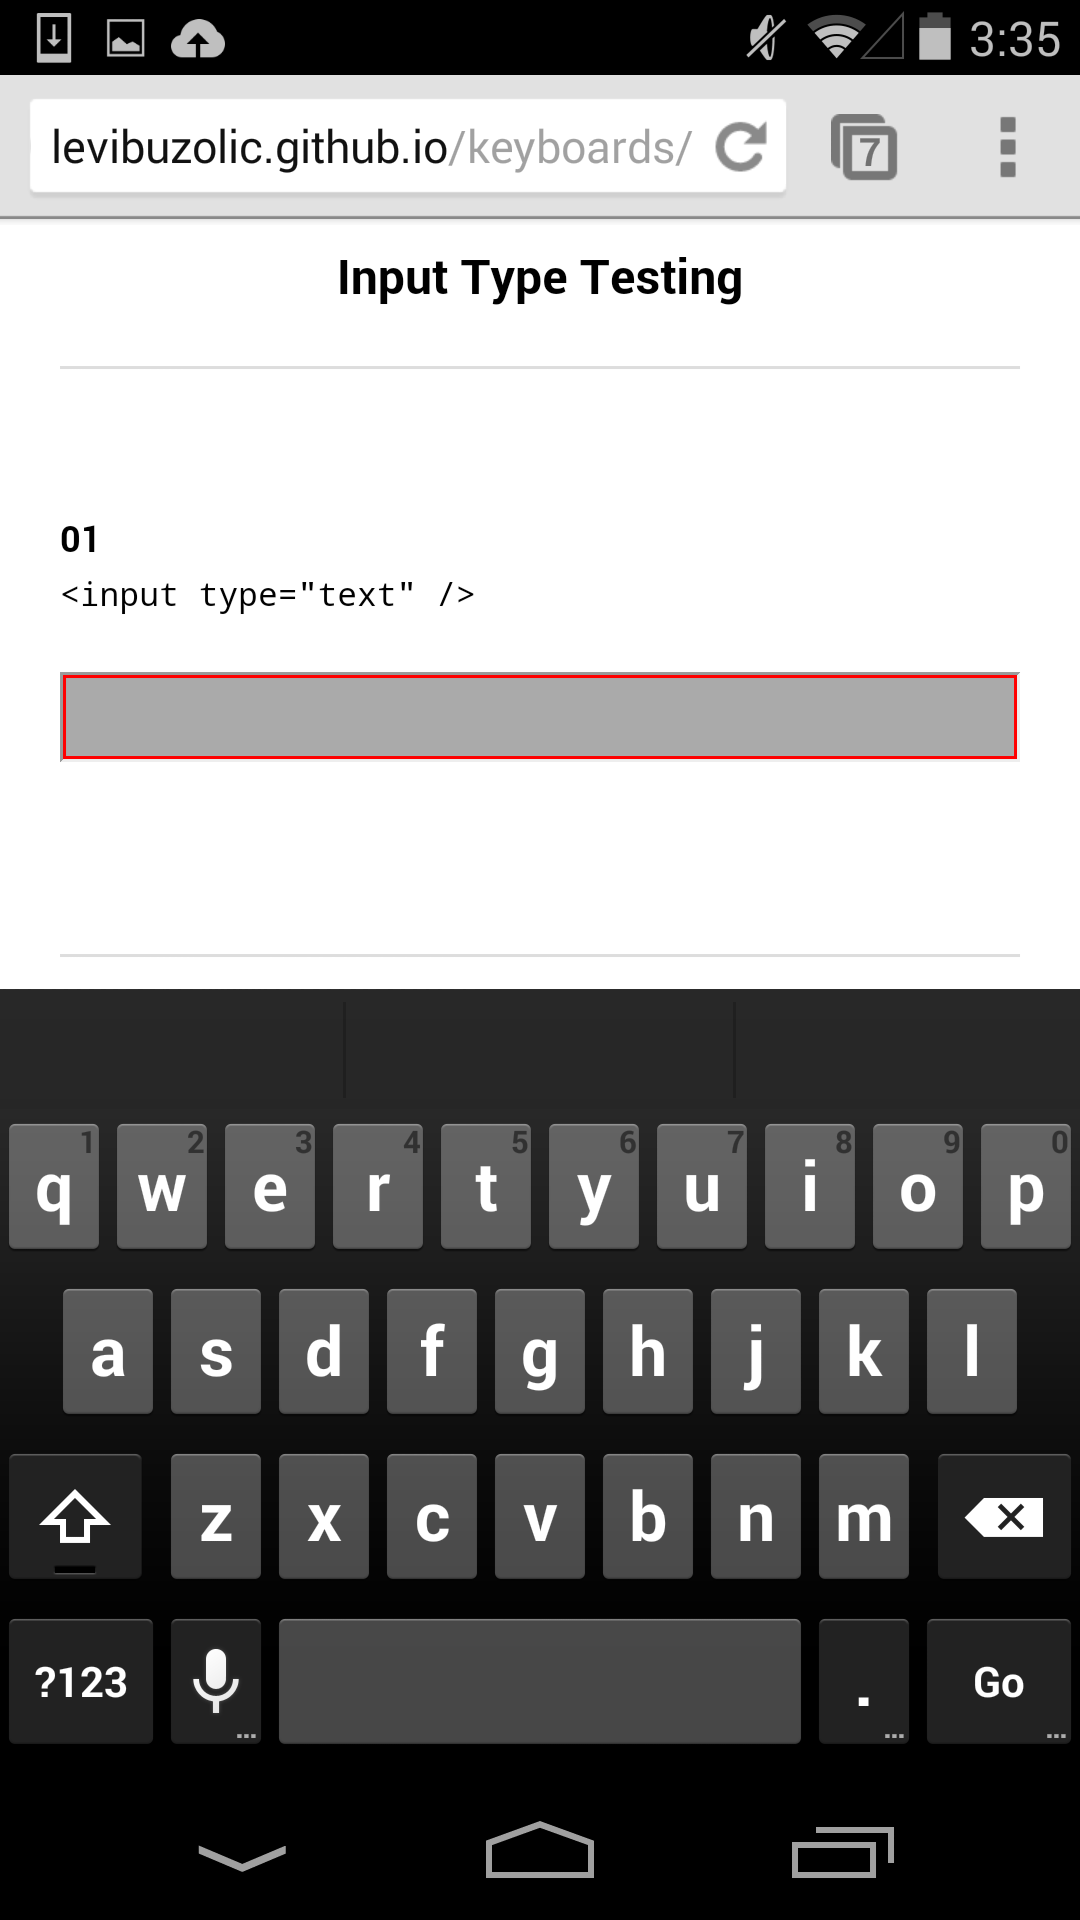 3:35
levibuzolic.github.io/keyboards/ 7
Input Type Testing
01
<input type="text" />
1 2 3 4 5 6 7 8 9 0
q w e r t y u i o p
a s d f g h j k l
z x c v b n m
?123 . Go